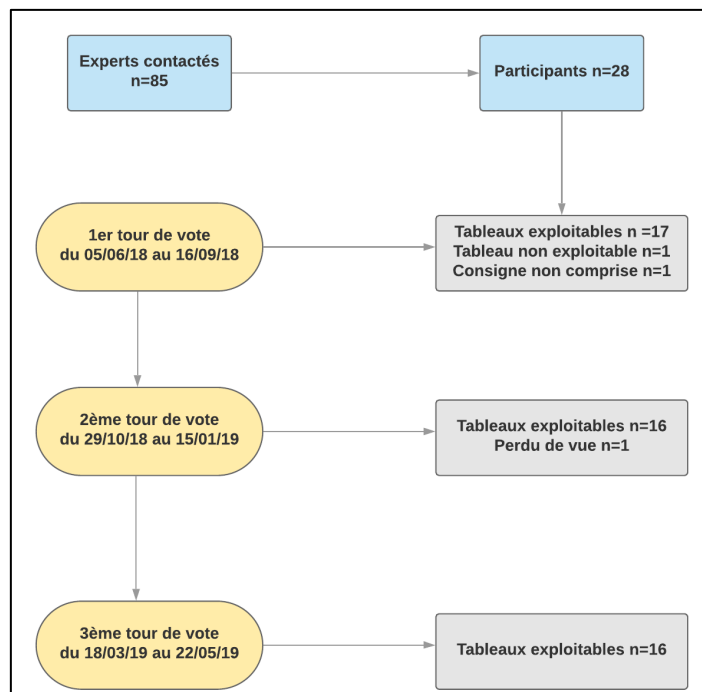 Experts contactés
n=85
Participants n=28
1er tour de vote
du 05/06/18 au 16/09/18
Tableaux exploitables n =17
Tableau non exploitable n=1
Consigne non comprise n=1
2ème tour de vote
du 29/10/18 au 15/01/19
Tableaux exploitables n=16
Perdu de vue n=1
3ème tour de vote
du 18/03/19 au 22/05/19
Tableaux exploitables n=16